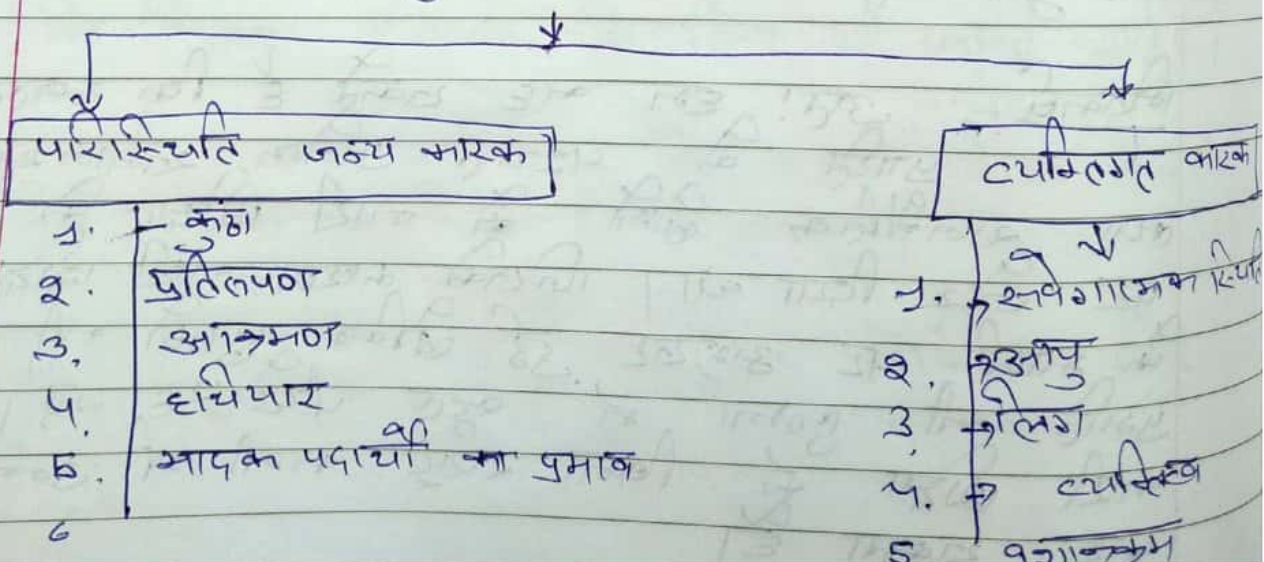 परिस्थिति जन्य कारक
1. कुंठा
2. प्रतिरूपण
3. आक्रमण
4. हथियार
5. मादक पदार्थों का प्रभाव
6
व्यक्तिगत कारक
1. संवेगात्मक स्थिति
2. आयु
3. लिंग
4. व्यक्तित्व
5 वंशानुक्रम